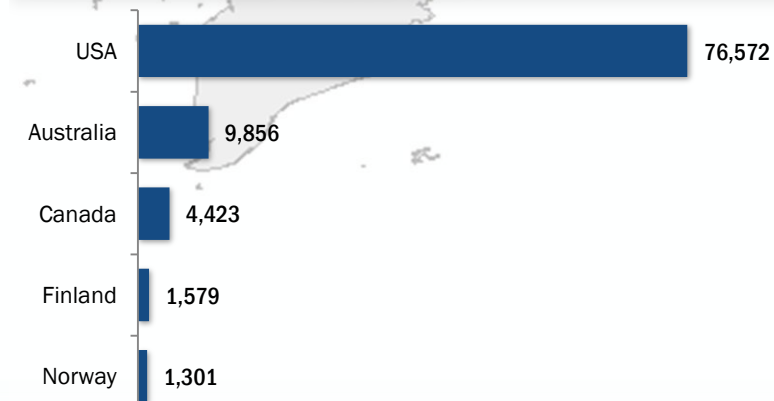 USA 76,572
Australia 9,856
Canada 4,423
Finland 1,579
Norway 1,301